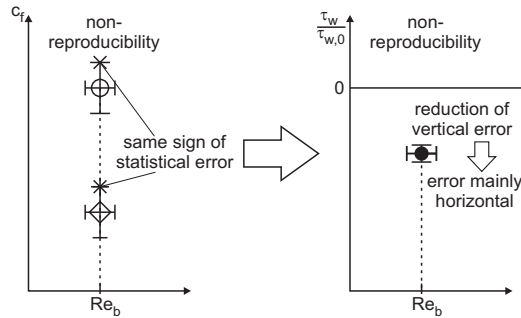 c_f
non-
reproducibility
same sign of
statistical error
Re_b
τ_w
τ_w,0
non-
reproducibility
0
reduction of
vertical error
error mainly
horizontal
Re_b